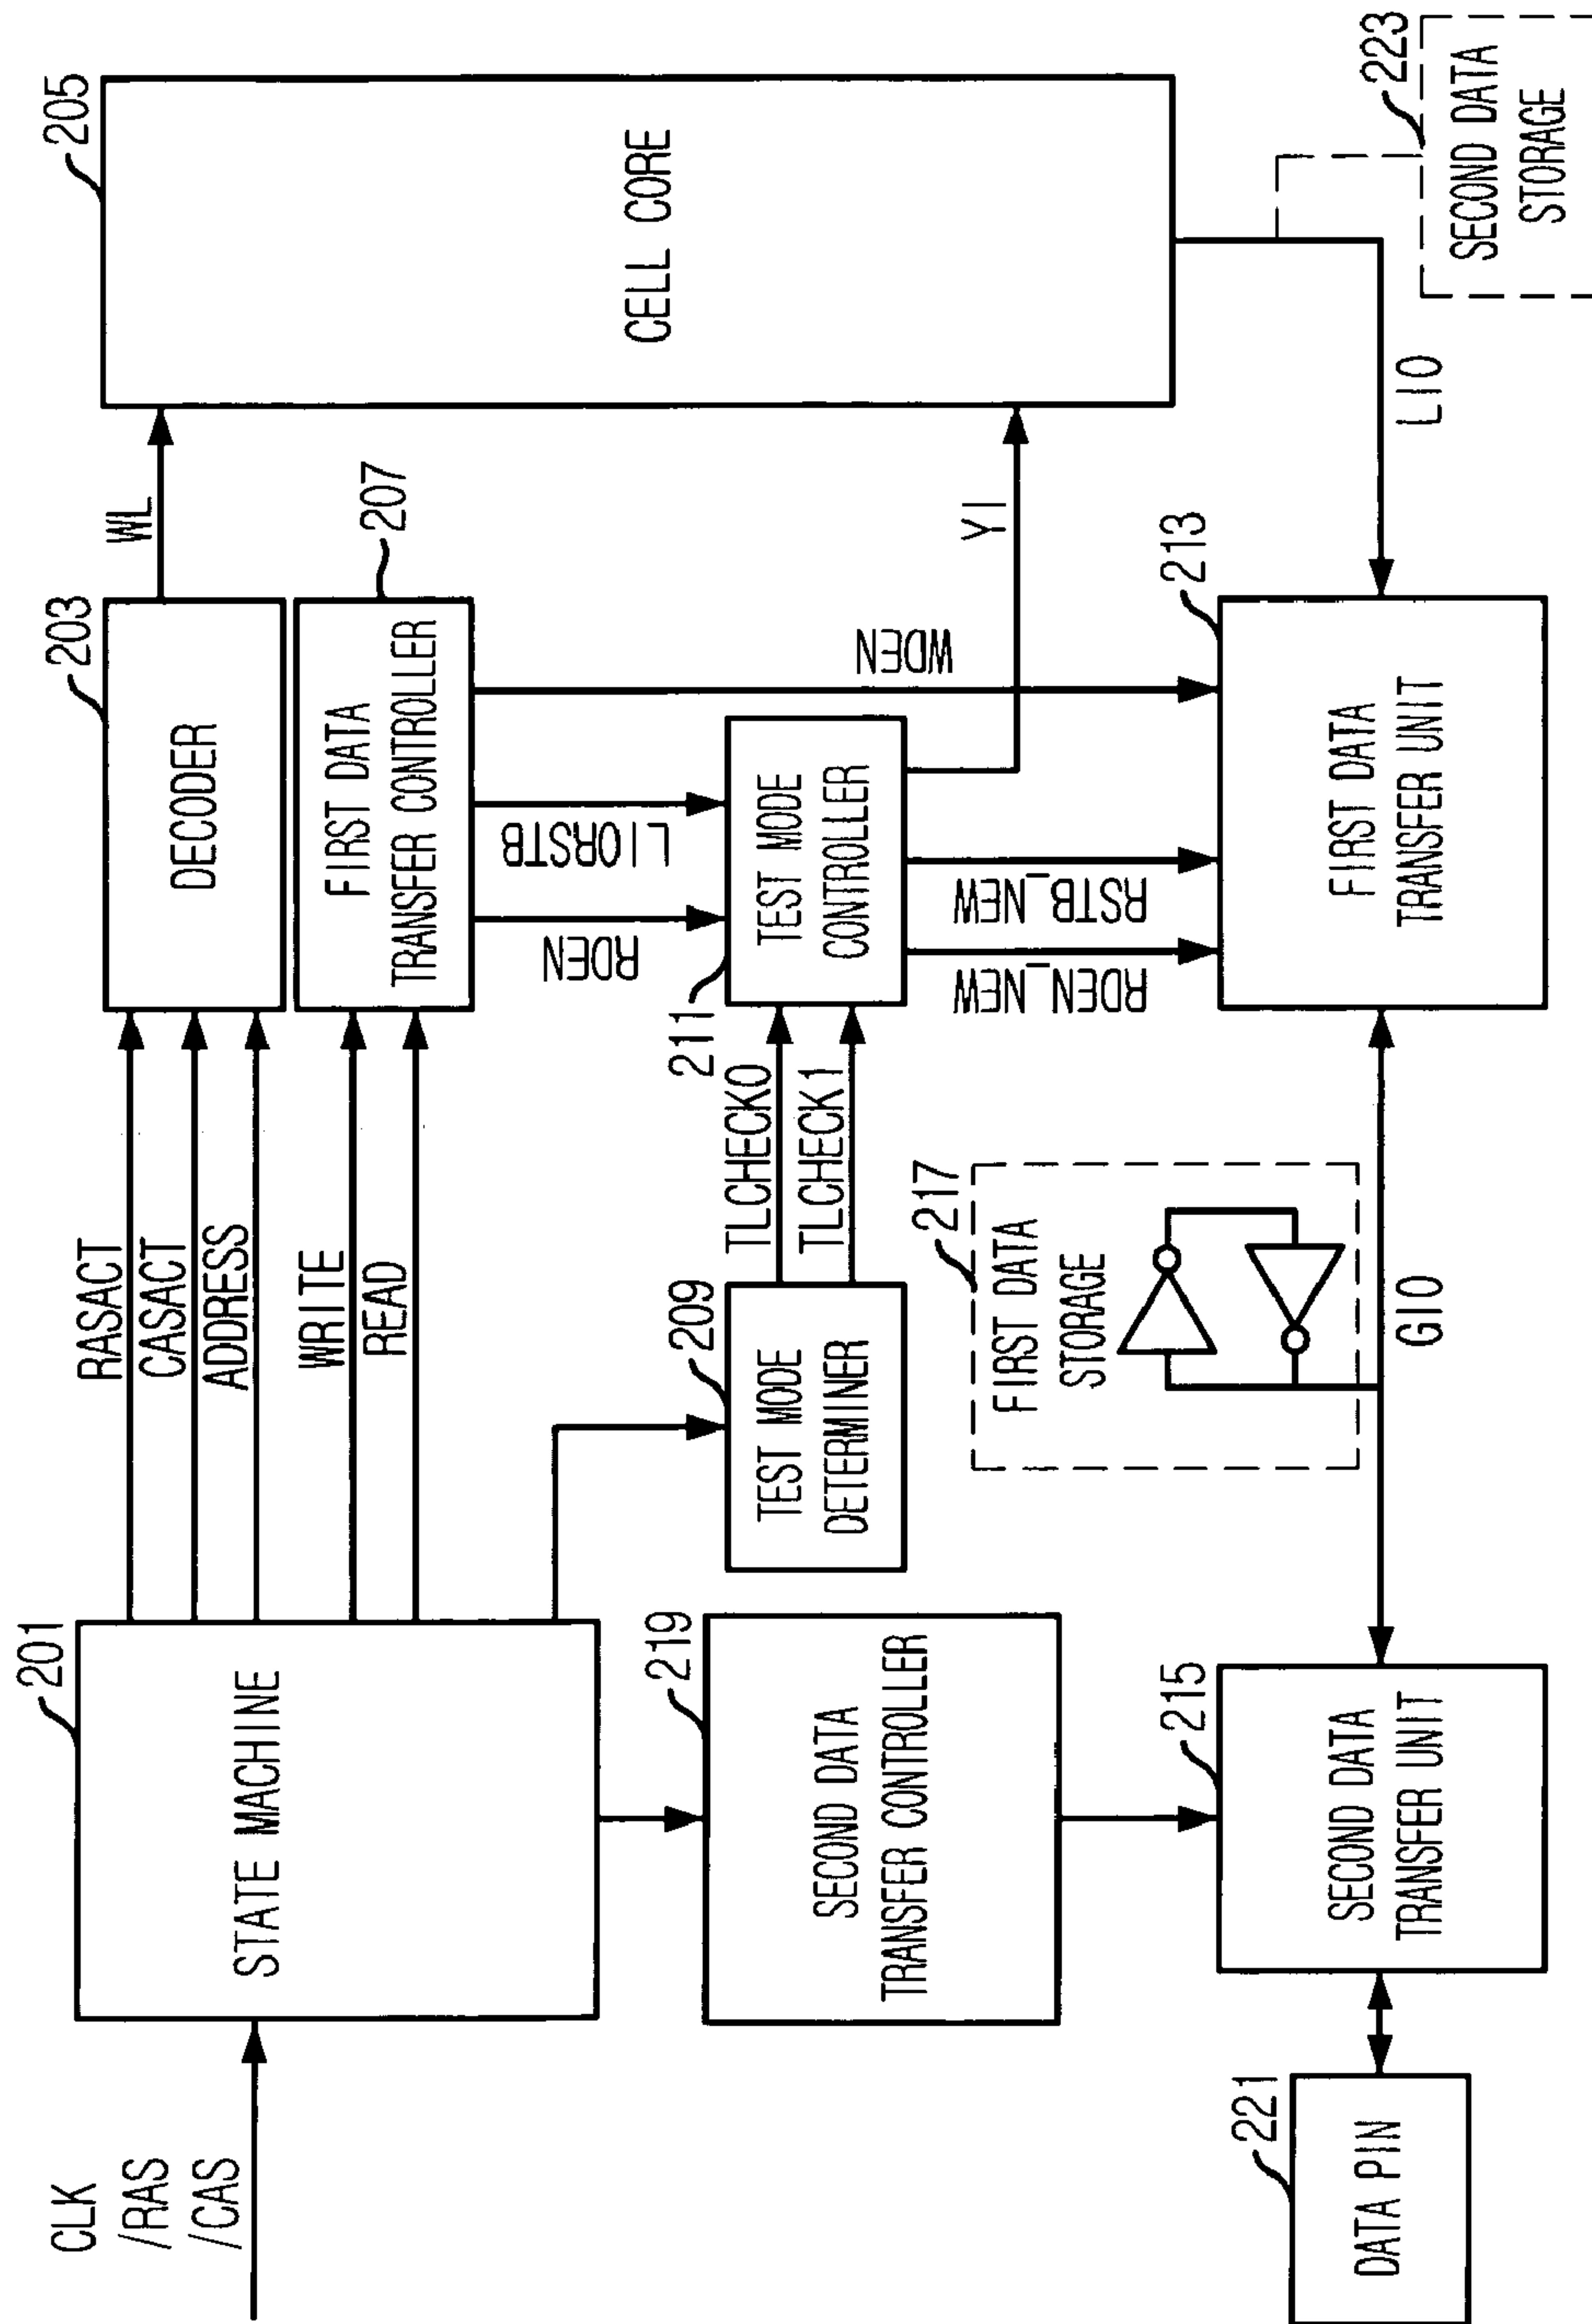 CLK
/RAS
/CAS
201
STATE MACHINE
RASACT
CASACT
ADDRESS
WRITE
READ
203
DECODER
WL
205
CELL CORE
FIRST DATA
TRANSFER CONTROLLER
207
RDEN
LIORSTB
WDEN
YI
219
SECOND DATA
TRANSFER CONTROLLER
209
TEST MODE
DETERMINER
TLCHECK0
TLCHECK1
211
TEST MODE
CONTROLLER
RDEN_NEW
RSTB_NEW
217
FIRST DATA
STORAGE
221
DATA PIN
215
SECOND DATA
TRANSFER UNIT
GIO
213
FIRST DATA
TRANSFER UNIT
LIO
223
SECOND DATA
STORAGE